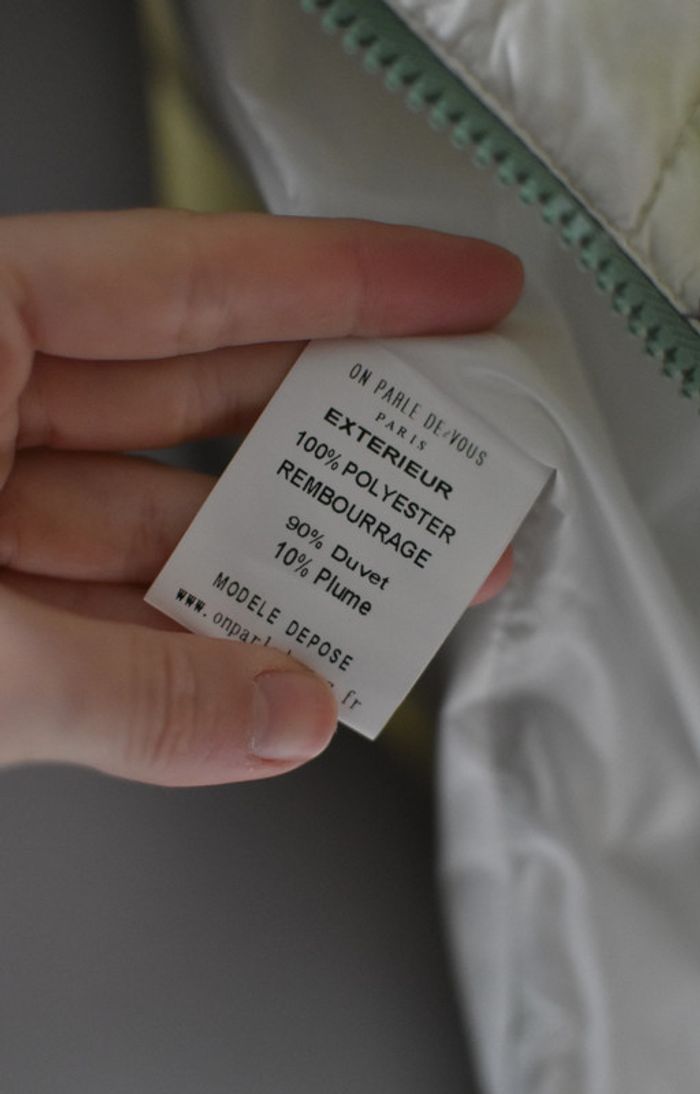 ON PARLE DE VOUS
PARIS
EXTERIEUR
100% POLYESTER
REMBOURRAGE
90% Duvet
10% Plume
MODELE DEPOSE